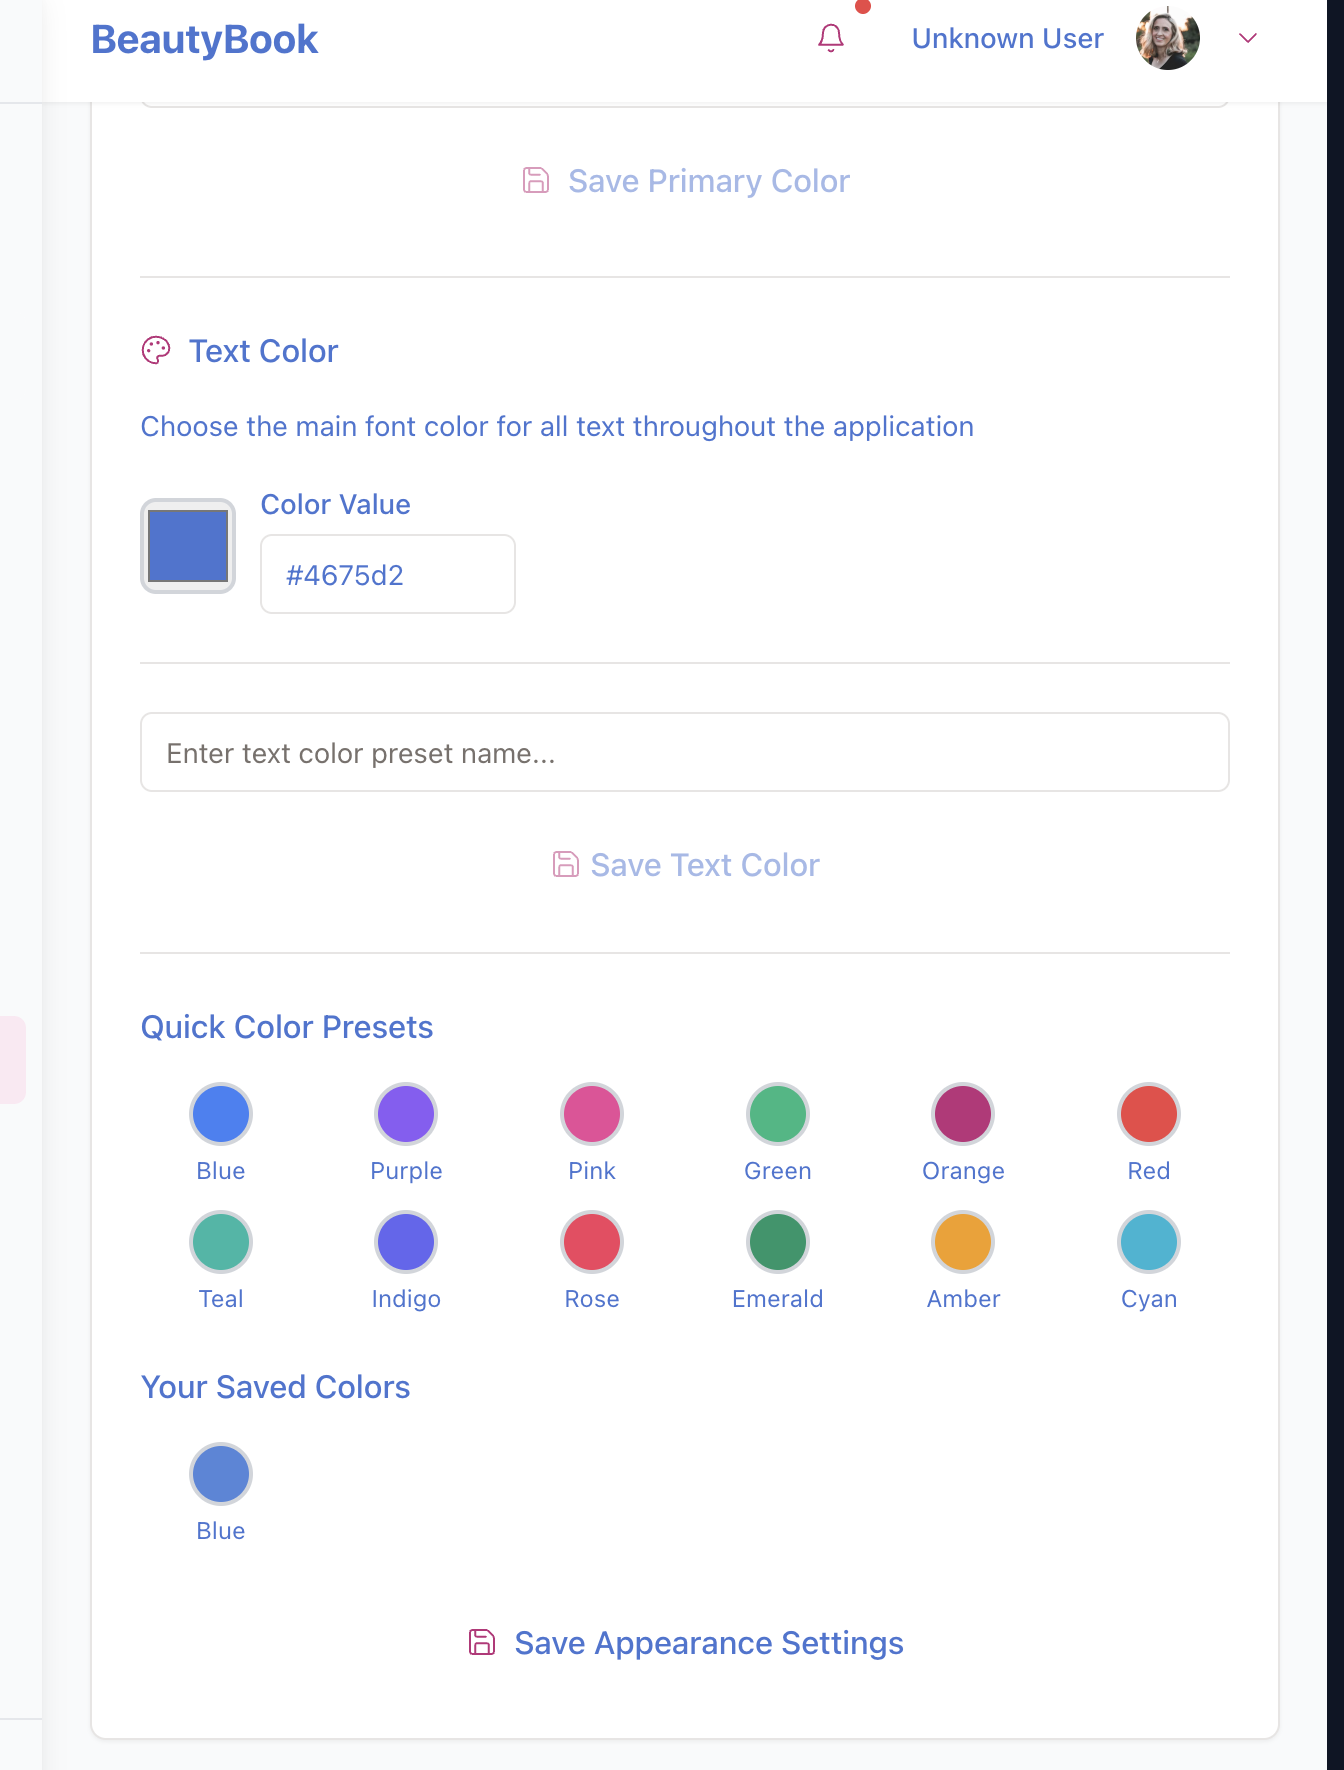 BeautyBook
Unknown User
Save Primary Color
Text Color
Choose the main font color for all text throughout the application
Color Value
#4675d2
Enter text color preset name...
Save Text Color
Quick Color Presets
Blue Purple Pink Green Orange Red
Teal Indigo Rose Emerald Amber Cyan
Your Saved Colors
Blue
Save Appearance Settings